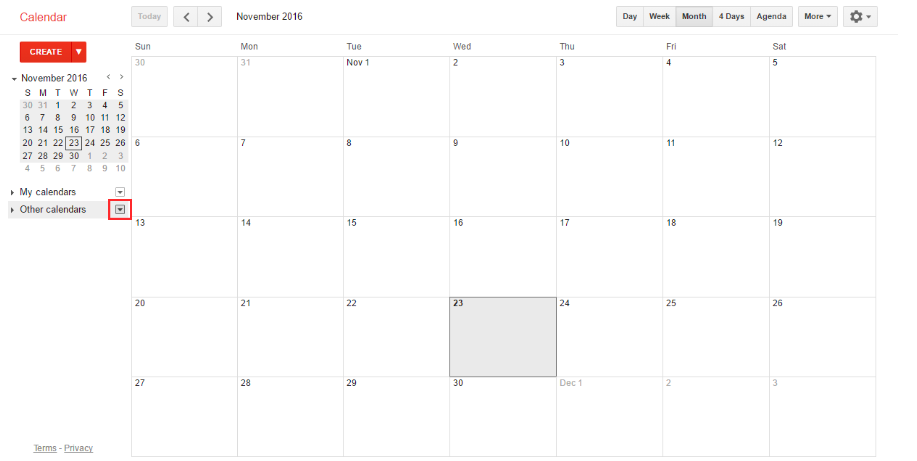 Calendar
Today
November 2016
Day Week Month 4 Days Agenda
More
CREATE
November 2016
S M T W T F S
30 31 1 2 3 4 5
6 7 8 9 10 11 12
13 14 15 16 17 18 19
20 21 22 23 24 25 26
27 28 29 30 1 2 3
4 5 6 7 8 9 10
My calendars
Other calendars
Sun Mon Tue Wed Thu Fri Sat
30 31 Nov 1 2 3 4 5
6 7 8 9 10 11 12
13 14 15 16 17 18 19
20 21 22 23 24 25 26
27 28 29 30 Dec 1 2 3
Terms - Privacy